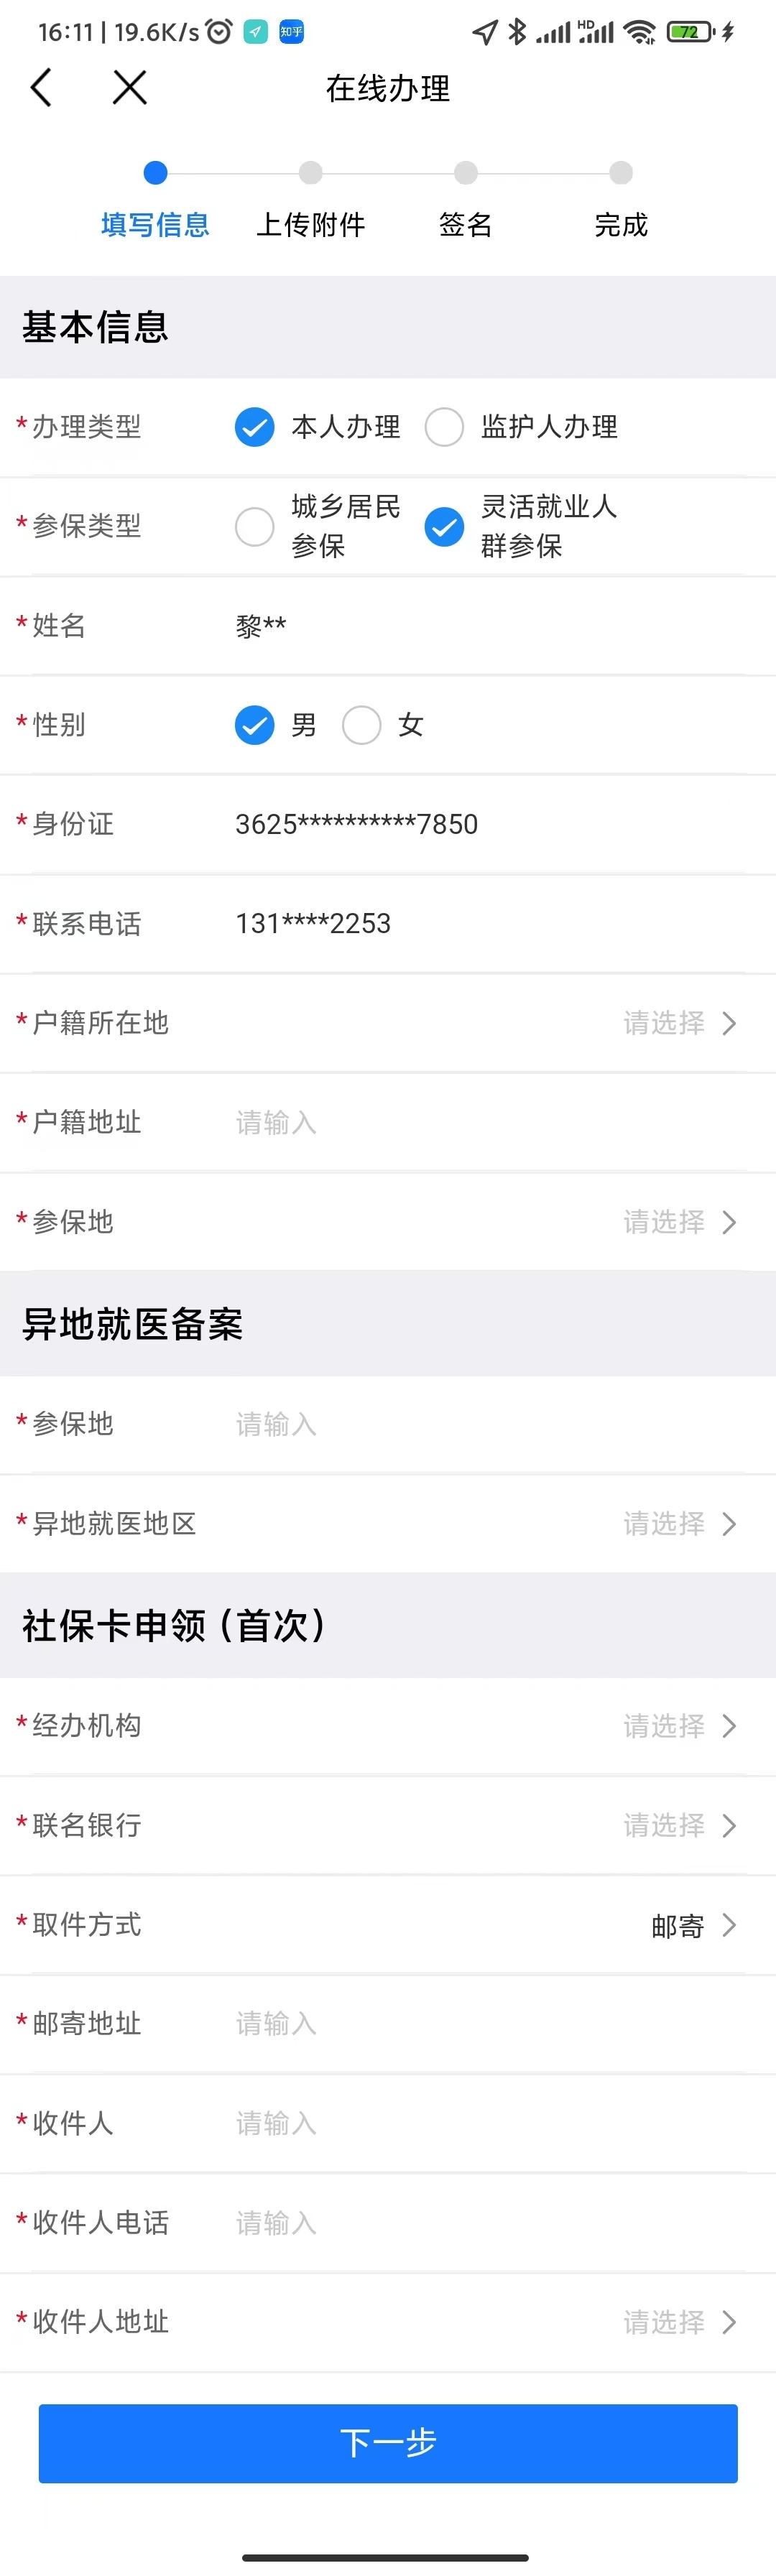 16:11 | 19.6K/s 知乎 HD 72
在线办理
填写信息 上传附件 签名 完成
基本信息
*办理类型 本人办理 监护人办理
*参保类型 城乡居民参保 灵活就业人群参保
*姓名 黎**
*性别 男 女
*身份证 3625**********7850
*联系电话 131****2253
*户籍所在地 请选择
*户籍地址 请输入
*参保地 请选择
异地就医备案
*参保地 请输入
*异地就医地区 请选择
社保卡申领（首次）
*经办机构 请选择
*联名银行 请选择
*取件方式 邮寄
*邮寄地址 请输入
*收件人 请输入
*收件人电话 请输入
*收件人地址 请选择
下一步